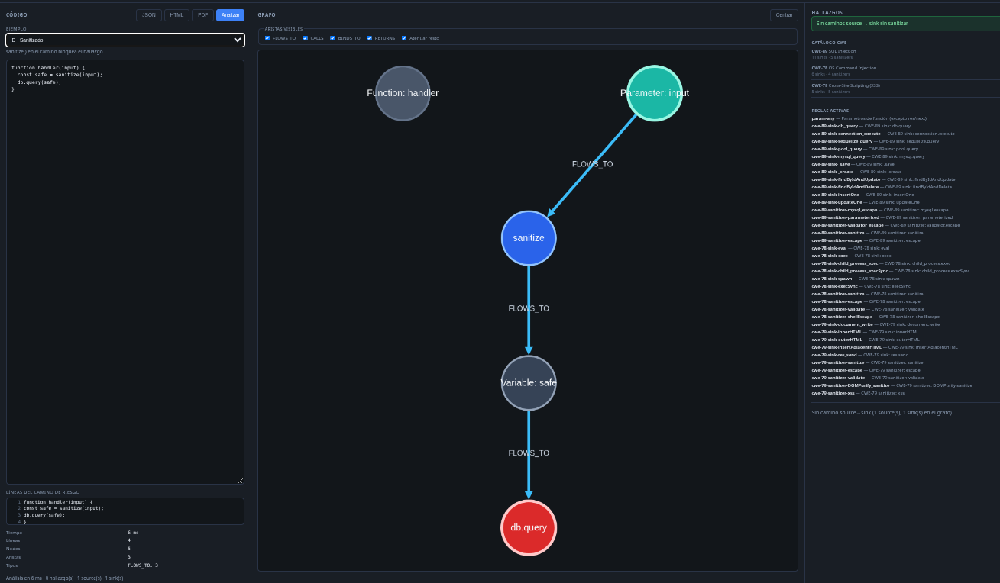 CÓDIGO
JSON
HTML
PDF
Analizar
EJEMPLO
D - Sanitizado
sanitize() en el camino bloquea el hallazgo.
function handler(input) {
const safe = sanitize(input);
db.query(safe);
}
LÍNEAS DEL CAMINO DE RIESGO
1 function handler(input) {
2 const safe = sanitize(input);
3 db.query(safe);
4 }
Tiempo 6 ms
Líneas 4
Nodos 5
Aristas 3
Tipos FLOWS_TO: 3
Análisis en 6 ms · 0 hallazgo(s) · 1 source(s) · 1 sink(s)
GRAFO
Centrar
ARISTAS VISIBLES
FLOWS_TO
CALLS
BINDS_TO
RETURNS
Atenuar resto
Function: handler
Parameter: input
FLOWS_TO
sanitize
FLOWS_TO
Variable: safe
FLOWS_TO
db.query
HALLAZGOS
Sin caminos source → sink sin sanitizar
CATÁLOGO CWE
CWE-89 SQL Injection
11 sinks · 5 sanitizers
CWE-78 OS Command Injection
6 sinks · 4 sanitizers
CWE-79 Cross-Site Scripting (XSS)
5 sinks · 5 sanitizers
REGLAS ACTIVAS
param-any — Parámetros de función (excepto res/next)
cwe-89-sink-db_query — CWE-89 sink: db.query
cwe-89-sink-connection_execute — CWE-89 sink: connection.execute
cwe-89-sink-sequelize_query — CWE-89 sink: sequelize.query
cwe-89-sink-pool_query — CWE-89 sink: pool.query
cwe-89-sink-mysql_query — CWE-89 sink: mysql.query
cwe-89-sink-_save — CWE-89 sink: .save
cwe-89-sink-_create — CWE-89 sink: .create
cwe-89-sink-findByIdAndUpdate — CWE-89 sink: findByIdAndUpdate
cwe-89-sink-findByIdAndDelete — CWE-89 sink: findByIdAndDelete
cwe-89-sink-insertOne — CWE-89 sink: insertOne
cwe-89-sink-updateOne — CWE-89 sink: updateOne
cwe-89-sanitizer-mysql_escape — CWE-89 sanitizer: mysql.escape
cwe-89-sanitizer-parameterized — CWE-89 sanitizer: parameterized
cwe-89-sanitizer-validator_escape — CWE-89 sanitizer: validator.escape
cwe-89-sanitizer-sanitize — CWE-89 sanitizer: sanitize
cwe-89-sanitizer-escape — CWE-89 sanitizer: escape
cwe-78-sink-eval — CWE-78 sink: eval
cwe-78-sink-exec — CWE-78 sink: exec
cwe-78-sink-child_process_exec — CWE-78 sink: child_process.exec
cwe-78-sink-child_process_execSync — CWE-78 sink: child_process.execSync
cwe-78-sink-spawn — CWE-78 sink: spawn
cwe-78-sink-execSync — CWE-78 sink: execSync
cwe-78-sanitizer-sanitize — CWE-78 sanitizer: sanitize
cwe-78-sanitizer-escape — CWE-78 sanitizer: escape
cwe-78-sanitizer-validate — CWE-78 sanitizer: validate
cwe-78-sanitizer-shellEscape — CWE-78 sanitizer: shellEscape
cwe-79-sink-document_write — CWE-79 sink: document.write
cwe-79-sink-innerHTML — CWE-79 sink: innerHTML
cwe-79-sink-outerHTML — CWE-79 sink: outerHTML
cwe-79-sink-insertAdjacentHTML — CWE-79 sink: insertAdjacentHTML
cwe-79-sink-res_send — CWE-79 sink: res.send
cwe-79-sanitizer-sanitize — CWE-79 sanitizer: sanitize
cwe-79-sanitizer-escape — CWE-79 sanitizer: escape
cwe-79-sanitizer-validate — CWE-79 sanitizer: validate
cwe-79-sanitizer-DOMPurify_sanitize — CWE-79 sanitizer: DOMPurify.sanitize
cwe-79-sanitizer-xss — CWE-79 sanitizer: xss
Sin camino source→sink (1 source(s), 1 sink(s) en el grafo).